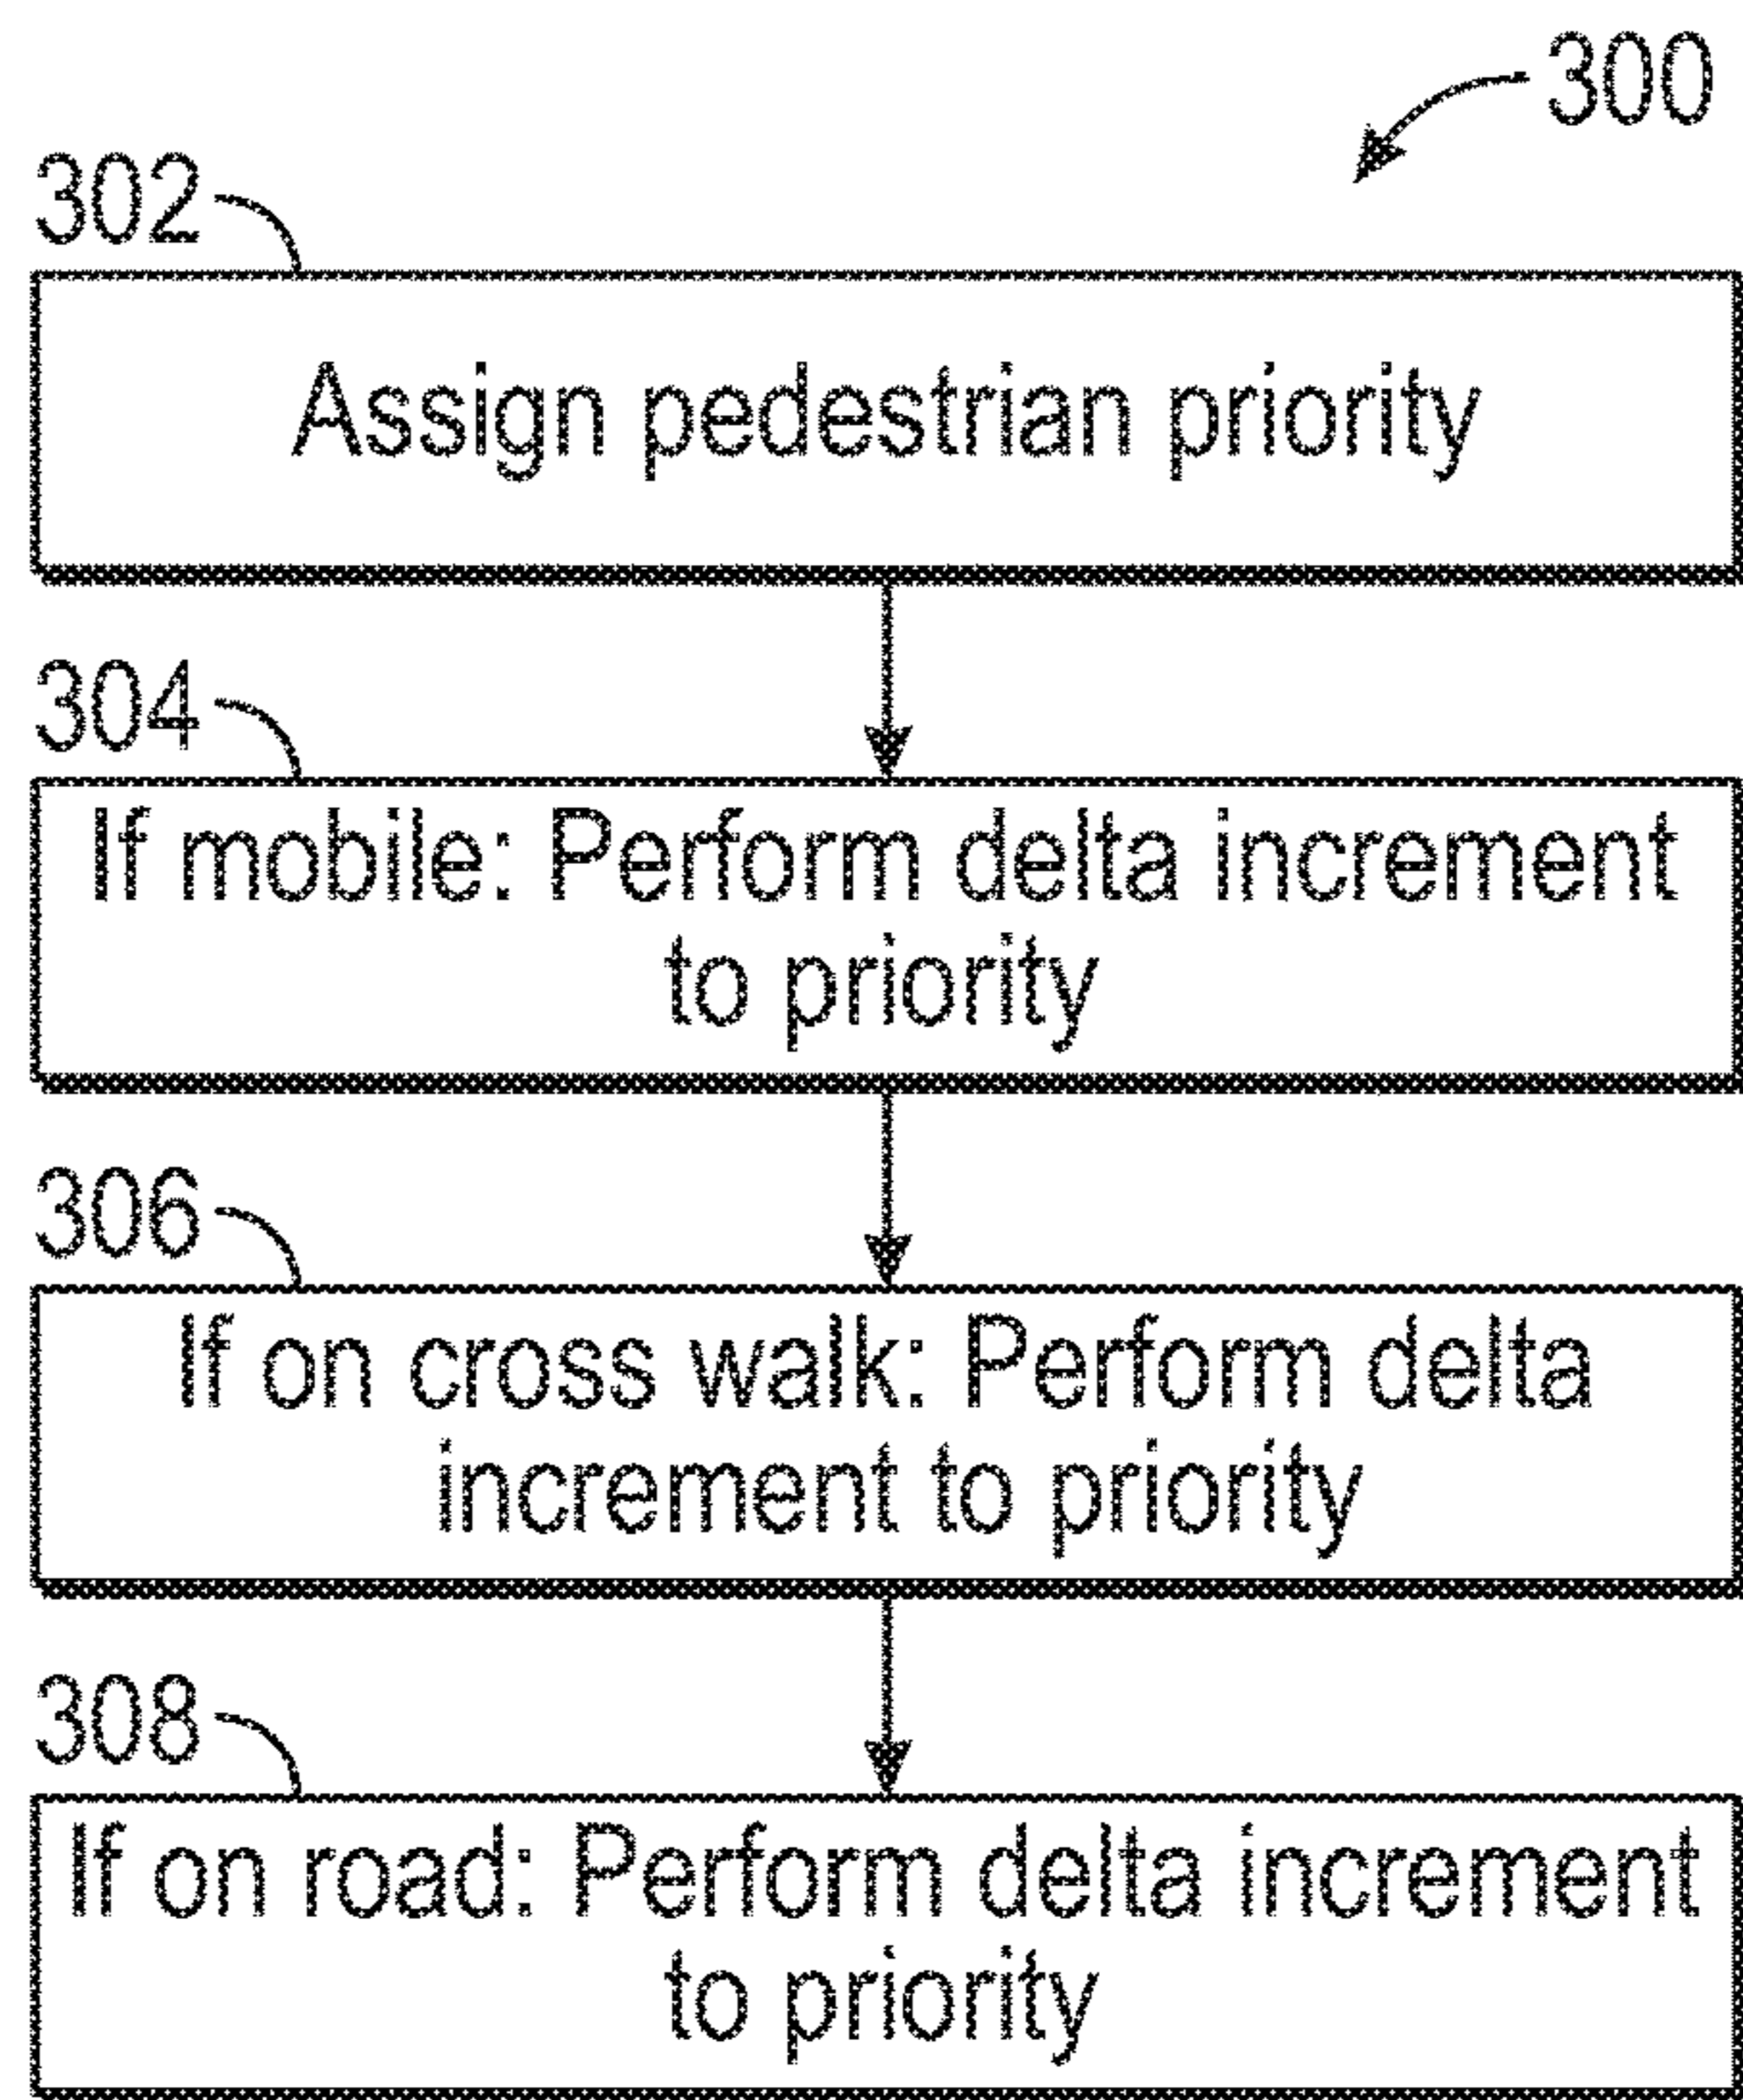 300
302
Assign pedestrian priority
304
If mobile: Perform delta increment
to priority
306
If on cross walk: Perform delta
increment to priority
308
If on road: Perform delta increment
to priority